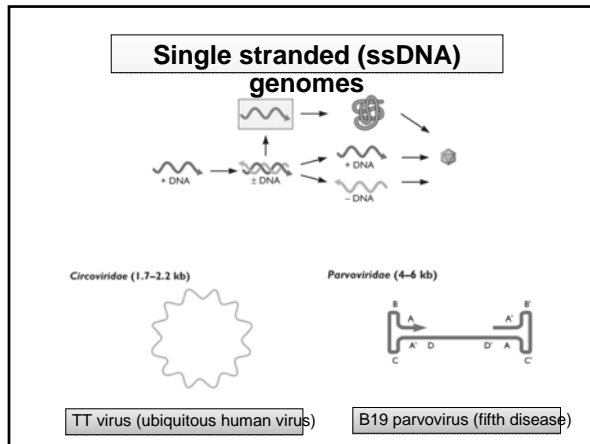 Single stranded (ssDNA)
genomes
+ DNA
± DNA
+ DNA
− DNA
Circoviridae (1.7–2.2 kb)
Parvoviridae (4–6 kb)
B
B'
A
A'
A'
D
D'
A
C
C'
TT virus (ubiquitous human virus)
B19 parvovirus (fifth disease)